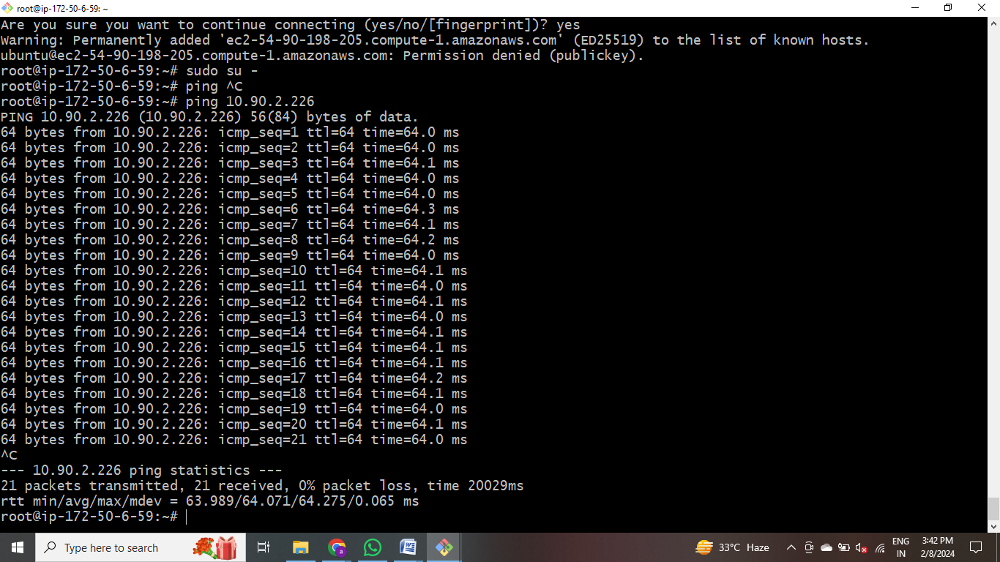 root@ip-172-50-6-59: ~
Are you sure you want to continue connecting (yes/no/[fingerprint])? yes
Warning: Permanently added 'ec2-54-90-198-205.compute-1.amazonaws.com' (ED25519) to the list of known hosts.
ubuntu@ec2-54-90-198-205.compute-1.amazonaws.com: Permission denied (publickey).
root@ip-172-50-6-59:~# sudo su -
root@ip-172-50-6-59:~# ping ^C
root@ip-172-50-6-59:~# ping 10.90.2.226
PING 10.90.2.226 (10.90.2.226) 56(84) bytes of data.
64 bytes from 10.90.2.226: icmp_seq=1 ttl=64 time=64.0 ms
64 bytes from 10.90.2.226: icmp_seq=2 ttl=64 time=64.0 ms
64 bytes from 10.90.2.226: icmp_seq=3 ttl=64 time=64.1 ms
64 bytes from 10.90.2.226: icmp_seq=4 ttl=64 time=64.0 ms
64 bytes from 10.90.2.226: icmp_seq=5 ttl=64 time=64.0 ms
64 bytes from 10.90.2.226: icmp_seq=6 ttl=64 time=64.3 ms
64 bytes from 10.90.2.226: icmp_seq=7 ttl=64 time=64.1 ms
64 bytes from 10.90.2.226: icmp_seq=8 ttl=64 time=64.2 ms
64 bytes from 10.90.2.226: icmp_seq=9 ttl=64 time=64.0 ms
64 bytes from 10.90.2.226: icmp_seq=10 ttl=64 time=64.1 ms
64 bytes from 10.90.2.226: icmp_seq=11 ttl=64 time=64.0 ms
64 bytes from 10.90.2.226: icmp_seq=12 ttl=64 time=64.1 ms
64 bytes from 10.90.2.226: icmp_seq=13 ttl=64 time=64.0 ms
64 bytes from 10.90.2.226: icmp_seq=14 ttl=64 time=64.1 ms
64 bytes from 10.90.2.226: icmp_seq=15 ttl=64 time=64.1 ms
64 bytes from 10.90.2.226: icmp_seq=16 ttl=64 time=64.1 ms
64 bytes from 10.90.2.226: icmp_seq=17 ttl=64 time=64.2 ms
64 bytes from 10.90.2.226: icmp_seq=18 ttl=64 time=64.1 ms
64 bytes from 10.90.2.226: icmp_seq=19 ttl=64 time=64.0 ms
64 bytes from 10.90.2.226: icmp_seq=20 ttl=64 time=64.1 ms
64 bytes from 10.90.2.226: icmp_seq=21 ttl=64 time=64.0 ms
^C
--- 10.90.2.226 ping statistics ---
21 packets transmitted, 21 received, 0% packet loss, time 20029ms
rtt min/avg/max/mdev = 63.989/64.071/64.275/0.065 ms
root@ip-172-50-6-59:~#
Type here to search
33°C Haze
ENG
IN
3:42 PM
2/8/2024